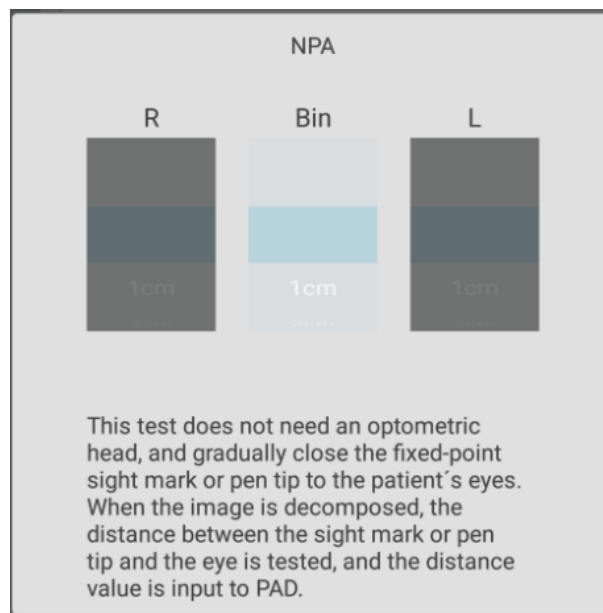 NPA
R Bin L
1cm 1cm 1cm
This test does not need an optometric
head, and gradually close the fixed-point
sight mark or pen tip to the patient´s eyes.
When the image is decomposed, the
distance between the sight mark or pen
tip and the eye is tested, and the distance
value is input to PAD.